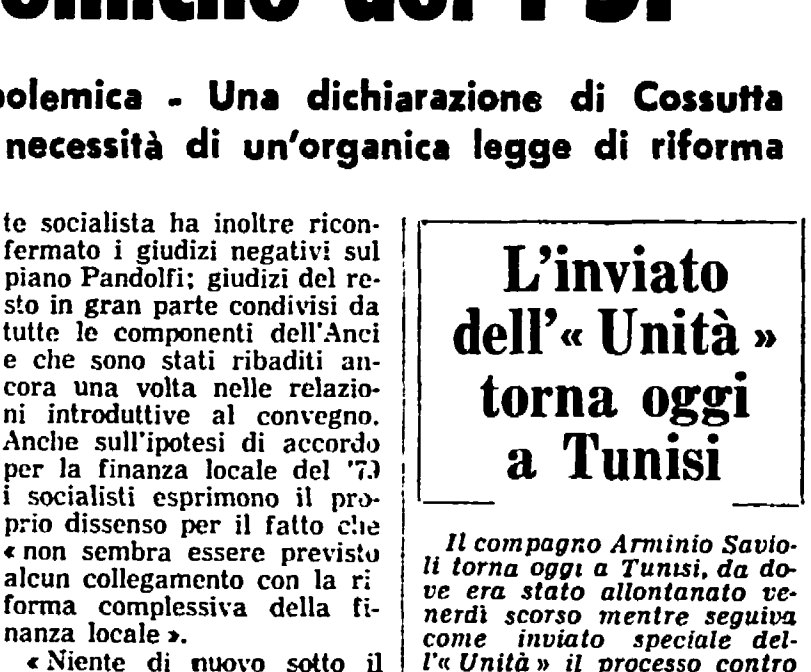 polemica - Una dichiarazione di Cossutta
necessità di un'organica legge di riforma
te socialista ha inoltre ricon-
fermato i giudizi negativi sul
piano Pandolfi; giudizi del re-
sto in gran parte condivisi da
tutte le componenti dell'Anci
e che sono stati ribaditi an-
cora una volta nelle relazio-
ni introduttive al convegno.
Anche sull'ipotesi di accordo
per la finanza locale del '79
i socialisti esprimono il pro-
prio dissenso per il fatto che
« non sembra essere previsto
alcun collegamento con la ri
forma complessiva della fi-
nanza locale ».
« Niente di nuovo sotto il
L'inviato
dell'« Unità »
torna oggi
a Tunisi
Il compagno Arminio Savio-
li torna oggi a Tunisi, da do-
ve era stato allontanato ve-
nerdì scorso mentre seguiva
come inviato speciale del-
l'« Unità » il processo contro